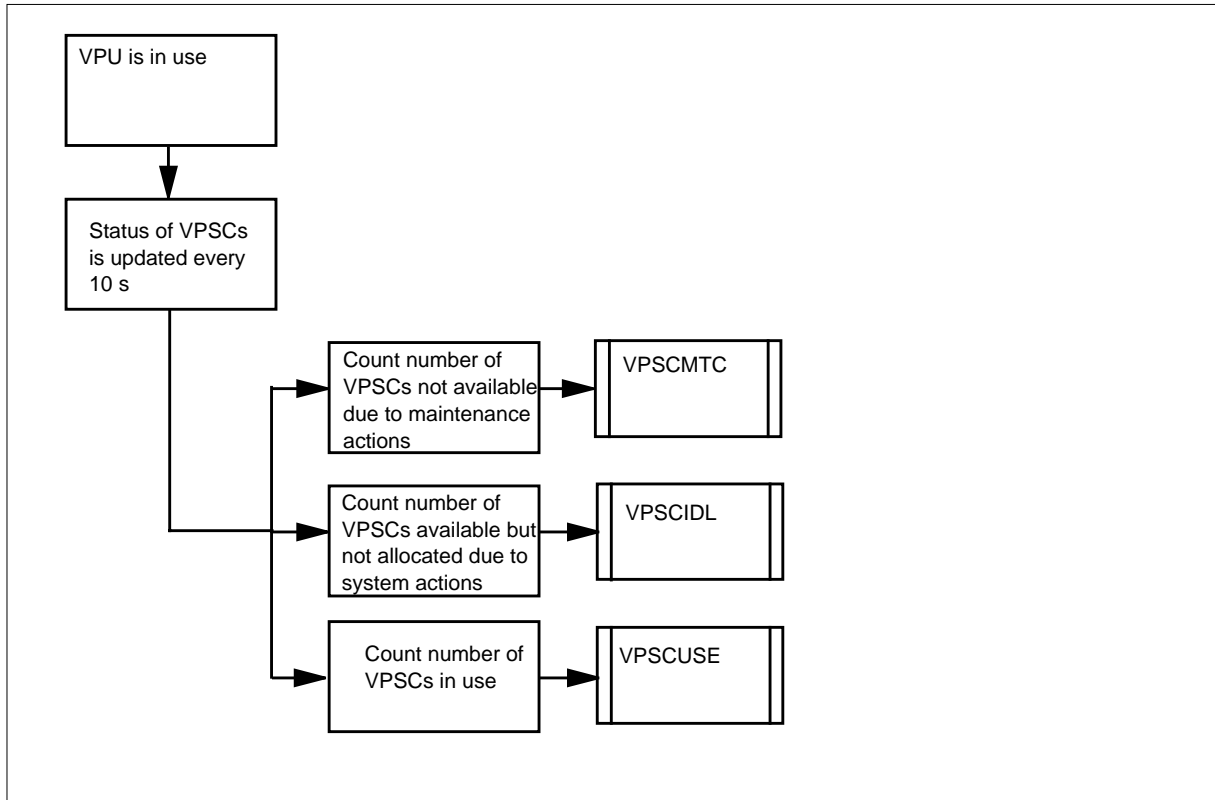 VPU is in use
Status of VPSCs
is updated every
10 s
Count number of
VPSCs not available
due to maintenance
actions
VPSCMTC
Count number of
VPSCs available but
not allocated due to
system actions
VPSCIDL
Count number of
VPSCs in use
VPSCUSE